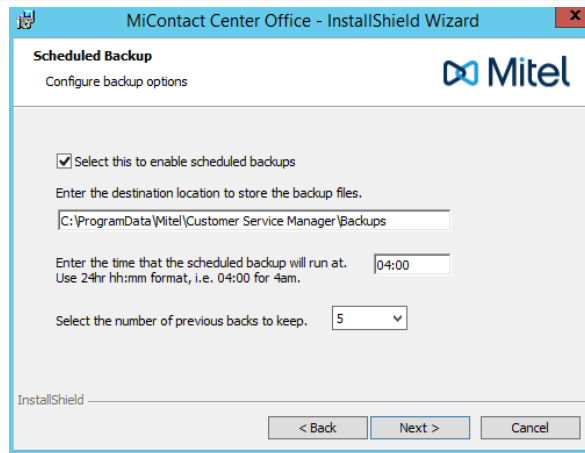 MiContact Center Office - InstallShield Wizard
x
Scheduled Backup
Configure backup options
Mitel
Select this to enable scheduled backups
Enter the destination location to store the backup files.
C:\ProgramData\Mitel\Customer Service Manager\Backups
Enter the time that the scheduled backup will run at.
Use 24hr hh:mm format, i.e. 04:00 for 4am.
04:00
Select the number of previous backs to keep.
5
InstallShield
< Back
Next >
Cancel